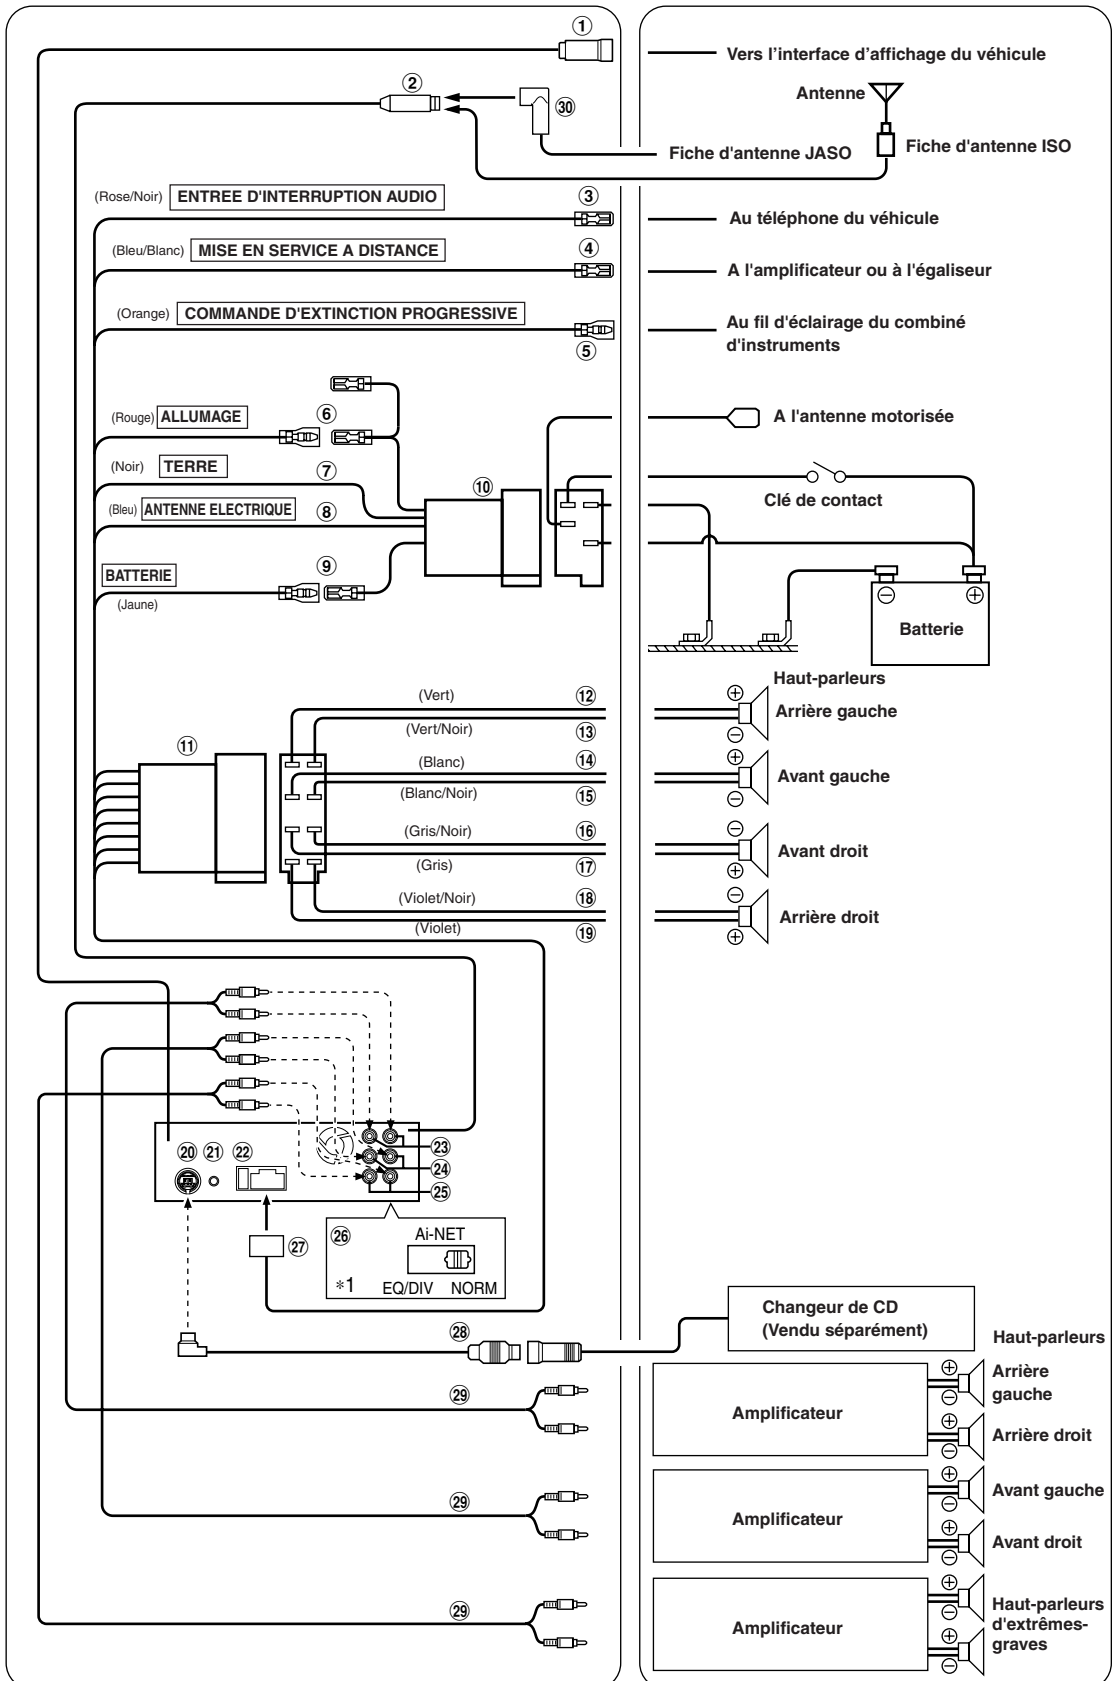 ①
Vers l'interface d'affichage du véhicule
②
㉚
Antenne
Fiche d'antenne JASO
Fiche d'antenne ISO
(Rose/Noir) ENTREE D'INTERRUPTION AUDIO
③
Au téléphone du véhicule
(Bleu/Blanc) MISE EN SERVICE A DISTANCE
④
A l'amplificateur ou à l'égaliseur
(Orange) COMMANDE D'EXTINCTION PROGRESSIVE
⑤
Au fil d'éclairage du combiné
d'instruments
(Rouge) ALLUMAGE
⑥
A l'antenne motorisée
(Noir) TERRE
⑦
⑩
Clé de contact
(Bleu) ANTENNE ELECTRIQUE
⑧
BATTERIE
(Jaune)
⑨
⊖ ⊕
Batterie
Haut-parleurs
(Vert) ⑫
⊕
Arrière gauche
(Vert/Noir) ⑬
⊖
⑪
(Blanc) ⑭
⊕
Avant gauche
(Blanc/Noir) ⑮
⊖
(Gris/Noir) ⑯
⊖
Avant droit
(Gris) ⑰
⊕
(Violet/Noir) ⑱
⊖
Arrière droit
(Violet) ⑲
⊕
⑳ ㉑ ㉒
㉓
㉔
㉕
㉖
Ai-NET
*1 EQ/DIV NORM
㉗
㉘
Changeur de CD
(Vendu séparément)
Haut-parleurs
㉙
Amplificateur
⊕
⊖
Arrière
gauche
⊕
⊖
Arrière droit
㉙
Amplificateur
⊕
⊖
Avant gauche
⊕
⊖
Avant droit
㉙
Amplificateur
⊕
⊖
⊕
⊖
Haut-parleurs
d'extrêmes-
graves